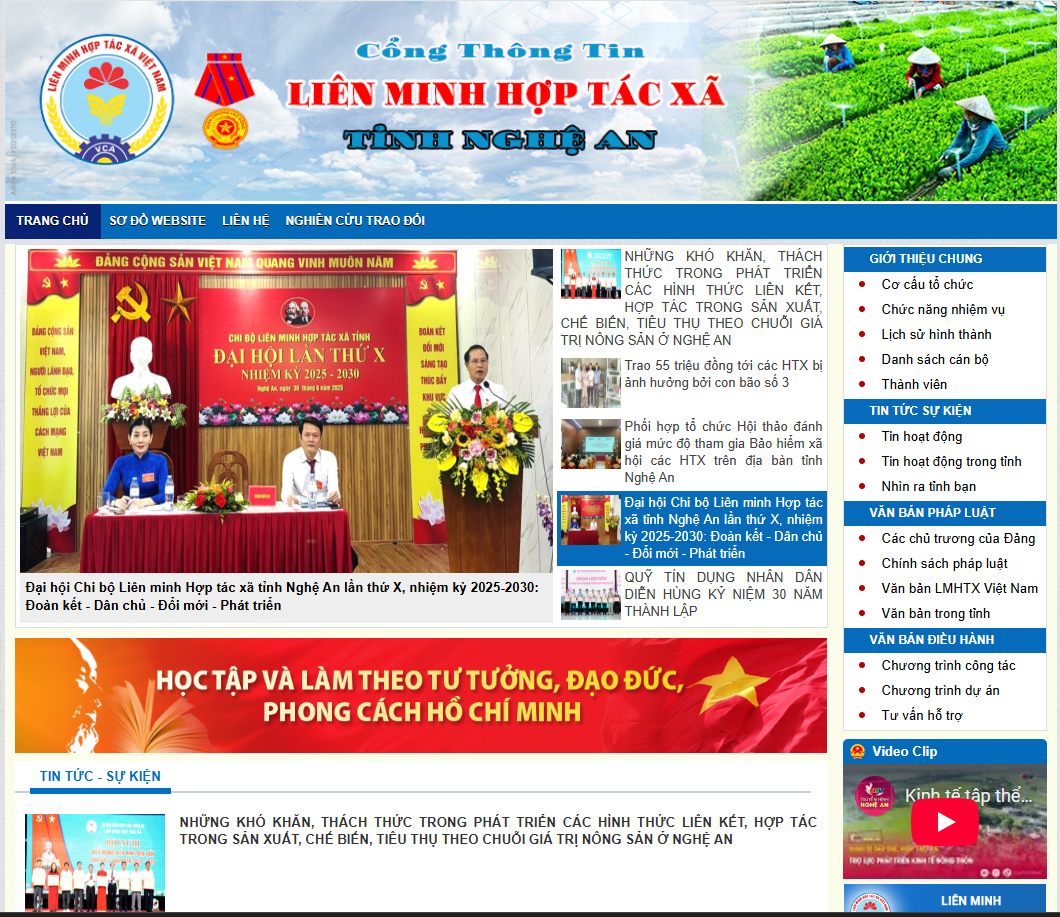 LIÊN MINH HỢP TÁC XÃ VIỆT NAM
VCA
Cổng Thông Tin
LIÊN MINH HỢP TÁC XÃ
TỈNH NGHỆ AN
TRANG CHỦ
SƠ ĐỒ WEBSITE
LIÊN HỆ
NGHIÊN CỨU TRAO ĐỔI
ĐẢNG CỘNG SẢN VIỆT NAM QUANG VINH MUÔN NĂM
ĐẢNG CỘNG SẢN
VIỆT NAM,
NGƯỜI LÃNH ĐẠO,
TỔ CHỨC MỌI
THẮNG LỢI CỦA
CÁCH MẠNG
VIỆT NAM
CHI BỘ LIÊN MINH HỢP TÁC XÃ TỈNH
ĐẠI HỘI LẦN THỨ X
NHIỆM KỲ 2025 - 2030
Nghệ An, ngày 30 tháng 6 năm 2025
ĐOÀN KẾT
ĐỔI MỚI
SÁNG TẠO
THÚC ĐẨY
KHU VỰC
Đại hội Chi bộ Liên minh Hợp tác xã tỉnh Nghệ An lần thứ X, nhiệm kỳ 2025-2030:
Đoàn kết - Dân chủ - Đổi mới - Phát triển
NHỮNG KHÓ KHĂN, THÁCH
THỨC TRONG PHÁT TRIỂN
CÁC HÌNH THỨC LIÊN KẾT,
HỢP TÁC TRONG SẢN XUẤT,
CHẾ BIẾN, TIÊU THỤ THEO CHUỖI GIÁ
TRỊ NÔNG SẢN Ở NGHỆ AN
Trao 55 triệu đồng tới các HTX bị
ảnh hưởng bởi con bão số 3
Phối hợp tổ chức Hội thảo đánh
giá mức độ tham gia Bảo hiểm xã
hội các HTX trên địa bàn tỉnh
Nghệ An
Đại hội Chi bộ Liên minh Hợp tác
xã tỉnh Nghệ An lần thứ X, nhiệm
kỳ 2025-2030: Đoàn kết - Dân chủ
- Đổi mới - Phát triển
QUỸ TÍN DỤNG NHÂN DÂN
DIỄN HÙNG KỶ NIỆM 30 NĂM
THÀNH LẬP
GIỚI THIỆU CHUNG
Cơ cấu tổ chức
Chức năng nhiệm vụ
Lịch sử hình thành
Danh sách cán bộ
Thành viên
TIN TỨC SỰ KIỆN
Tin hoạt động
Tin hoạt động trong tỉnh
Nhìn ra tỉnh bạn
VĂN BẢN PHÁP LUẬT
Các chủ trương của Đảng
Chính sách pháp luật
Văn bản LMHTX Việt Nam
Văn bản trong tỉnh
VĂN BẢN ĐIỀU HÀNH
Chương trình công tác
Chương trình dự án
Tư vấn hỗ trợ
HỌC TẬP VÀ LÀM THEO TƯ TƯỞNG, ĐẠO ĐỨC,
PHONG CÁCH HỒ CHÍ MINH
Video Clip
TRUYỀN HÌNH
NGHỆ AN
Kinh tế tập thể...
TRỢ LỰC PHÁT TRIỂN KINH TẾ NÔNG THÔN
LIÊN MINH
TIN TỨC - SỰ KIỆN
HỘI NGHỊ
NHỮNG KHÓ KHĂN, THÁCH THỨC TRONG PHÁT TRIỂN CÁC HÌNH THỨC LIÊN KẾT, HỢP TÁC
TRONG SẢN XUẤT, CHẾ BIẾN, TIÊU THỤ THEO CHUỖI GIÁ TRỊ NÔNG SẢN Ở NGHỆ AN